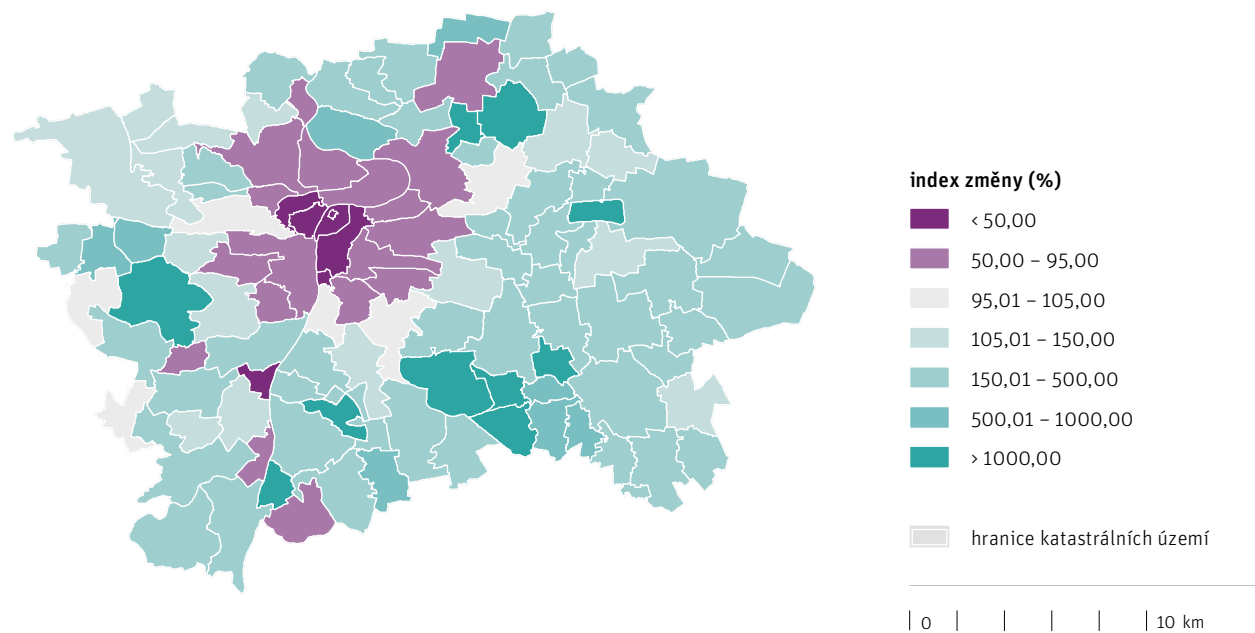 index změny (%)
< 50,00
50,00 – 95,00
95,01 – 105,00
105,01 – 150,00
150,01 – 500,00
500,01 – 1000,00
> 1000,00
hranice katastrálních území
0 10 km